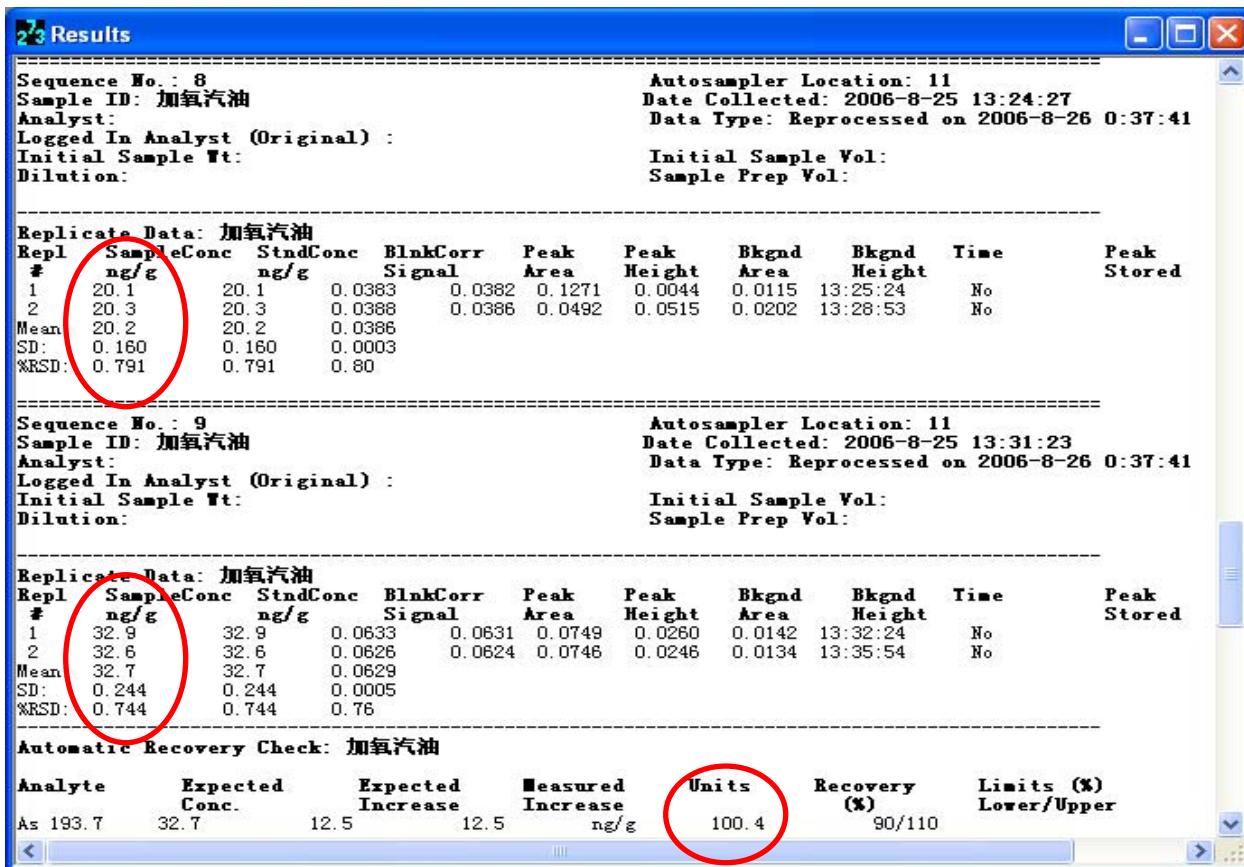 Results
Sequence No.: 8 Autosampler Location: 11
Sample ID: 加氧汽油 Date Collected: 2006-8-25 13:24:27
Analyst: Data Type: Reprocessed on 2006-8-26 0:37:41
Logged In Analyst (Original) :
Initial Sample Wt: Initial Sample Vol:
Dilution: Sample Prep Vol:
Replicate Data: 加氧汽油
Repl SampleConc StndConc BlnkCorr Peak Peak Bkgnd Bkgnd Time Peak
# ng/g ng/g Signal Area Height Area Height Stored
1 20.1 20.1 0.0383 0.0382 0.1271 0.0044 0.0115 13:25:24 No
2 20.3 20.3 0.0388 0.0386 0.0492 0.0515 0.0202 13:28:53 No
Mean 20.2 20.2 0.0386
SD: 0.160 0.160 0.0003
%RSD: 0.791 0.791 0.80
Sequence No.: 9 Autosampler Location: 11
Sample ID: 加氧汽油 Date Collected: 2006-8-25 13:31:23
Analyst: Data Type: Reprocessed on 2006-8-26 0:37:41
Logged In Analyst (Original) :
Initial Sample Wt: Initial Sample Vol:
Dilution: Sample Prep Vol:
Replicate Data: 加氧汽油
Repl SampleConc StndConc BlnkCorr Peak Peak Bkgnd Bkgnd Time Peak
# ng/g ng/g Signal Area Height Area Height Stored
1 32.9 32.9 0.0633 0.0631 0.0749 0.0260 0.0142 13:32:24 No
2 32.6 32.6 0.0626 0.0624 0.0746 0.0246 0.0134 13:35:54 No
Mean 32.7 32.7 0.0629
SD: 0.244 0.244 0.0005
%RSD: 0.744 0.744 0.76
Automatic Recovery Check: 加氧汽油
Analyte Expected Expected Measured Units Recovery Limits (%)
Conc. Increase Increase (%) Lower/Upper
As 193.7 32.7 12.5 12.5 ng/g 100.4 90/110